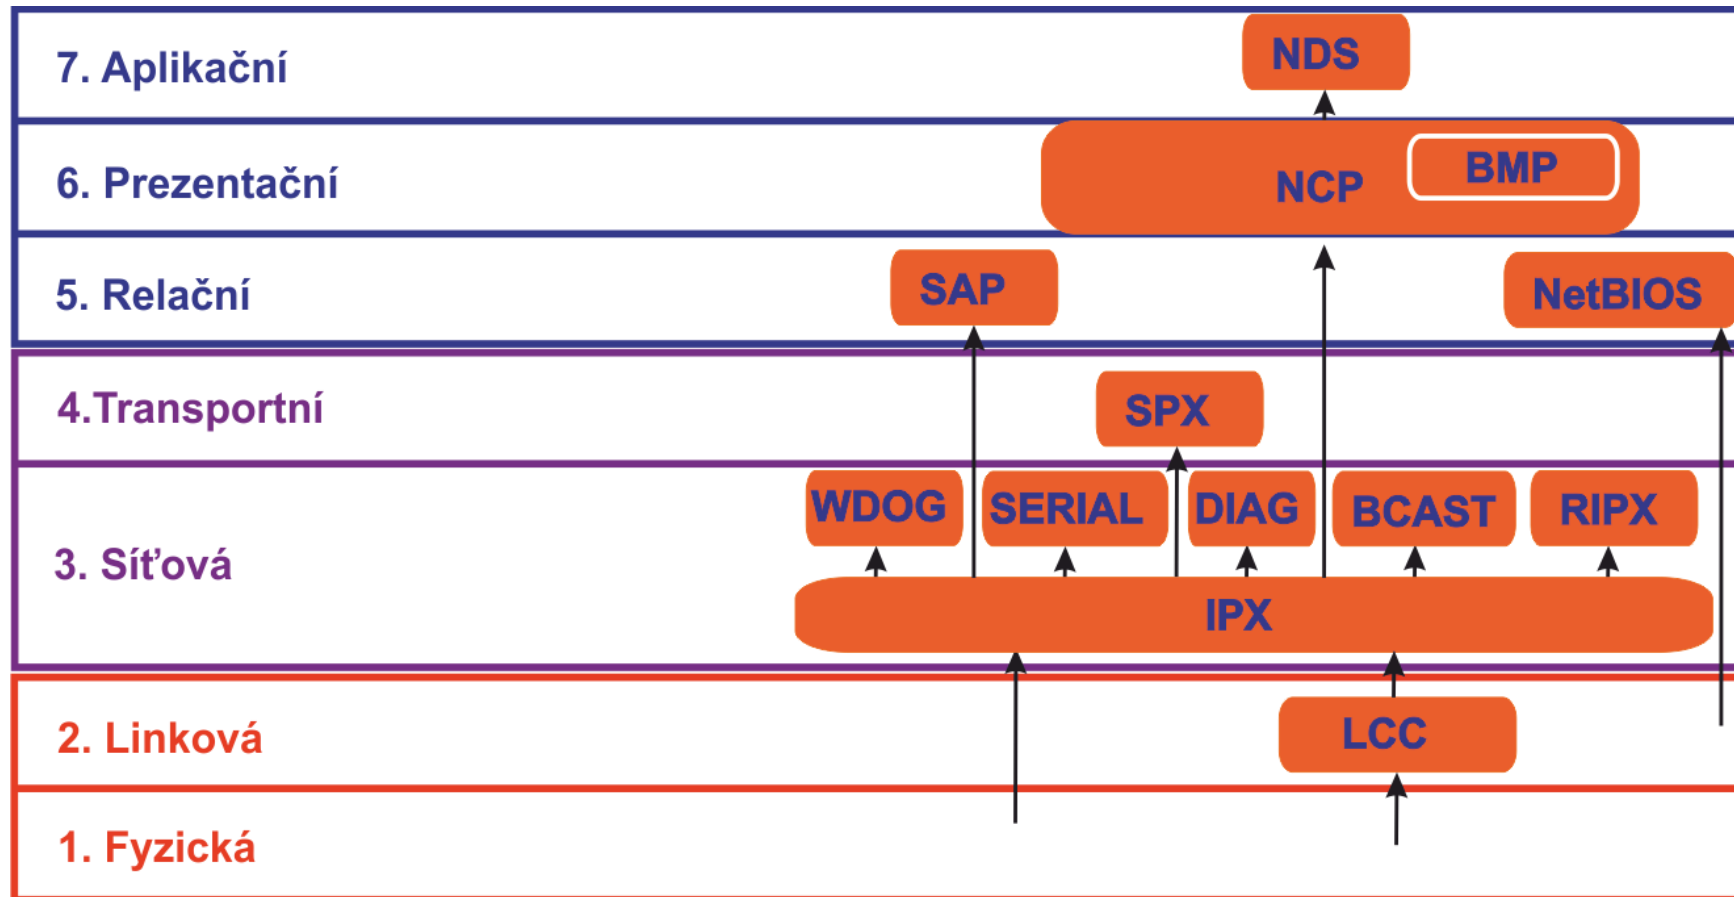 7. Aplikační
NDS
6. Prezentační
NCP
BMP
5. Relační
SAP
NetBIOS
4.Transportní
SPX
WDOG
SERIAL
DIAG
BCAST
RIPX
3. Síťová
IPX
2. Linková
LCC
1. Fyzická